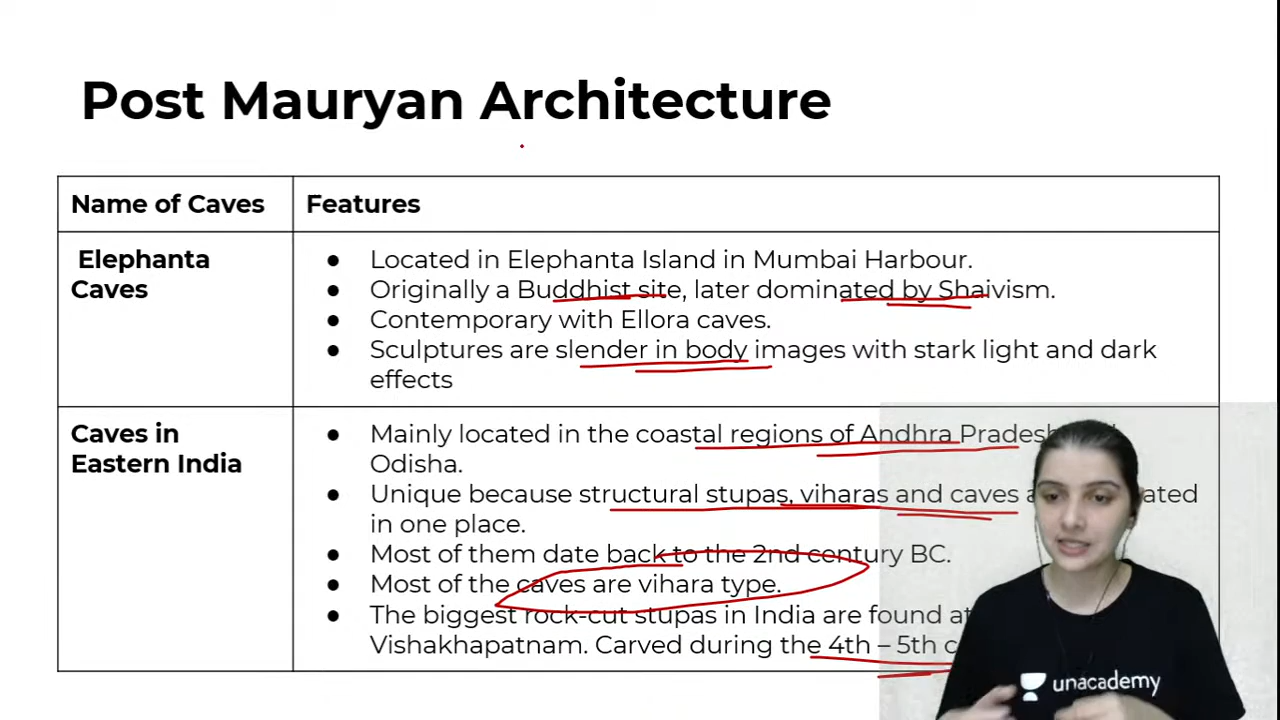 Post Mauryan Architecture
Name of Caves
Features
Elephanta
Caves
● Located in Elephanta Island in Mumbai Harbour.
● Originally a Buddhist site, later dominated by Shaivism.
● Contemporary with Ellora caves.
● Sculptures are slender in body images with stark light and dark
effects
Caves in
Eastern India
● Mainly located in the coastal regions of Andhra Pradesh
Odisha.
● Unique because structural stupas, viharas and caves
in one place.
● Most of them date back to the 2nd century BC.
● Most of the caves are vihara type.
● The biggest rock-cut stupas in India are found at
Vishakhapatnam. Carved during the 4th – 5th
unacademy